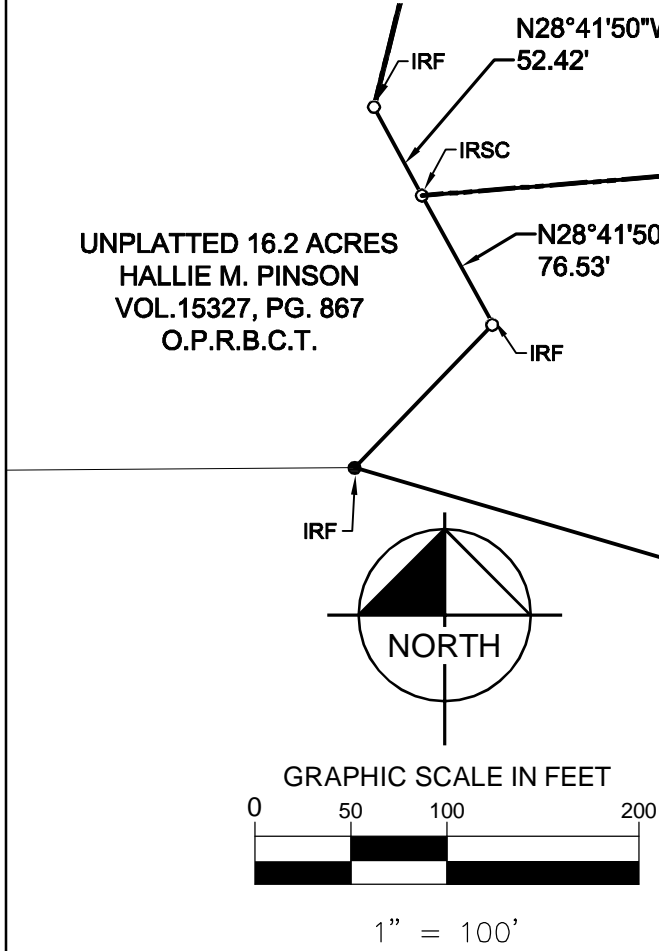 N28°41'50"W
52.42'
IRF
IRSC
UNPLATTED 16.2 ACRES
HALLIE M. PINSON
VOL.15327, PG. 867
O.P.R.B.C.T.
N28°41'50
76.53'
IRF
IRF
NORTH
GRAPHIC SCALE IN FEET
0 50 100 200
1" = 100'